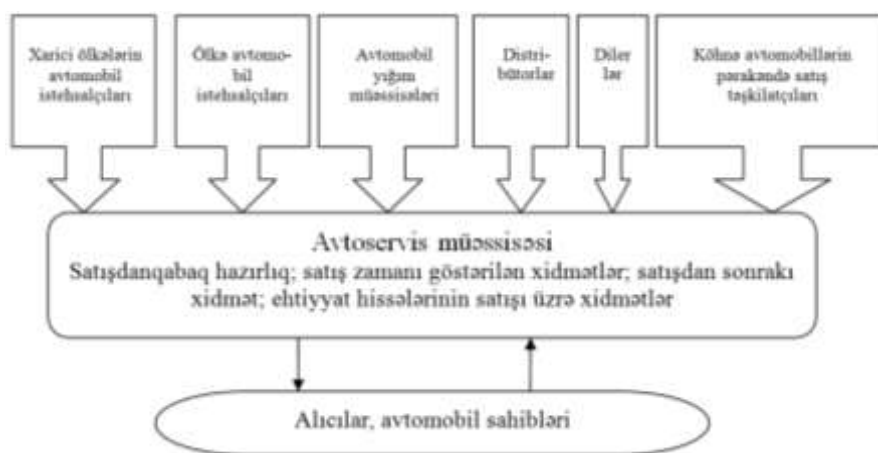 Xarici ölkələrin
avtomobil
istehsalçıları
Ölkə avtomo-
bil
istehsalçıları
Avtomobil
yığım
müəssisələri
Distri-
bütorlar
Diler
lər
Köhnə avtomobillərin
pərakəndə satış
təşkilatçıları
Avtoservis müəssisəsi
Satışdanqabaq hazırlıq; satış zamanı göstərilən xidmətlər; satışdan sonrakı
xidmət; ehtiyyat hissələrinin satışı üzrə xidmətlər
Alıcılar, avtomobil sahibləri